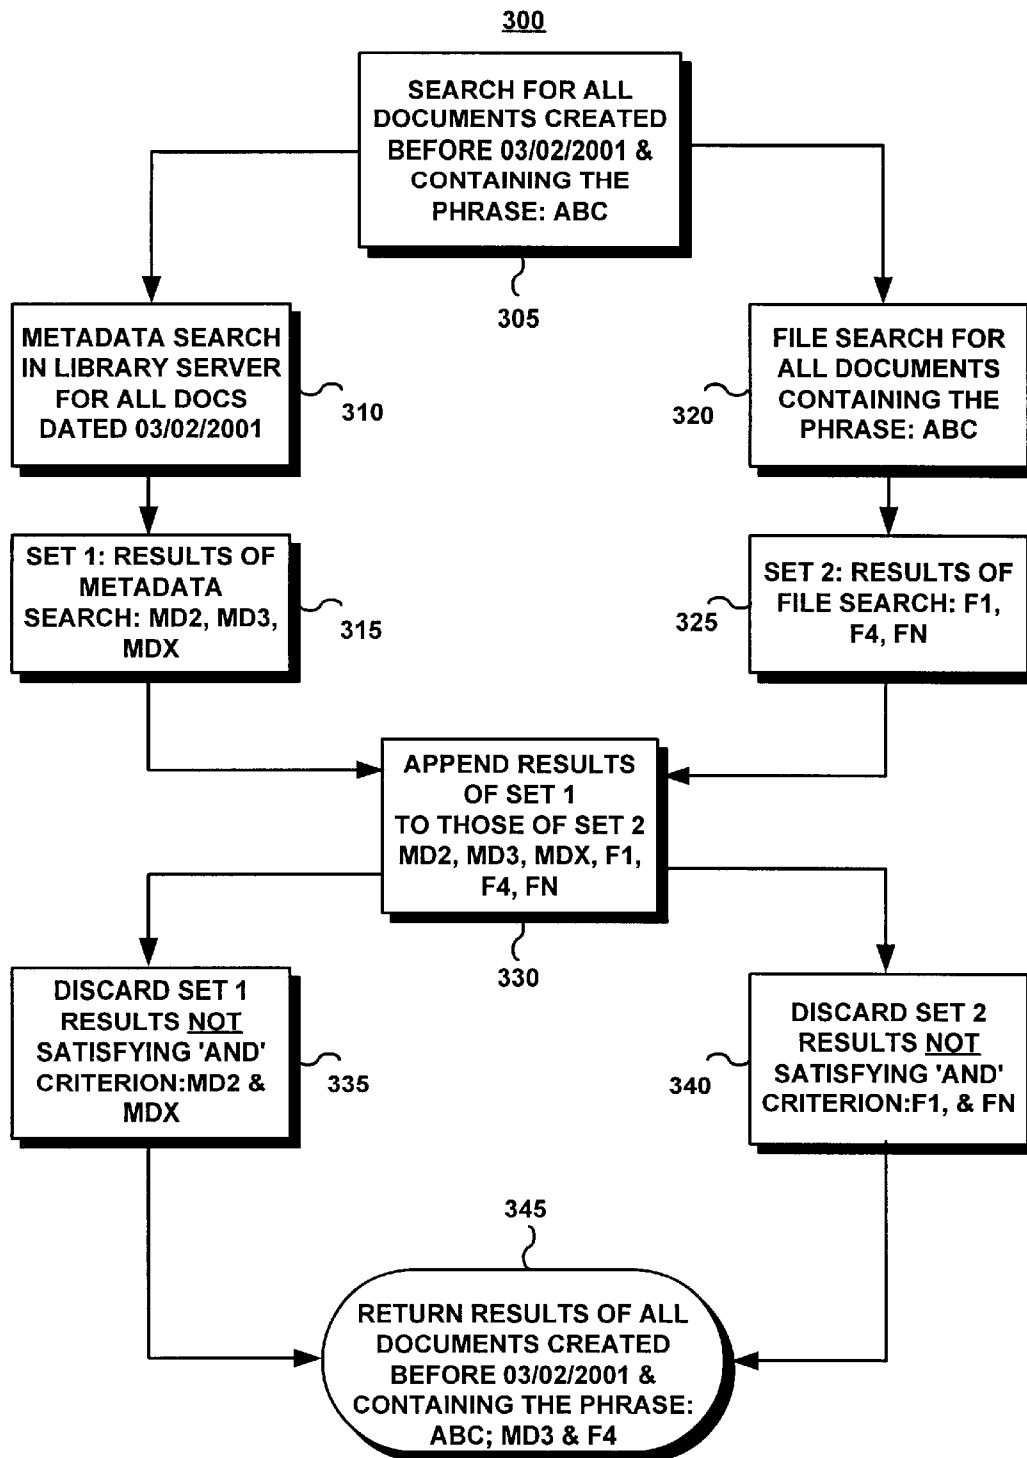 300
SEARCH FOR ALL
DOCUMENTS CREATED
BEFORE 03/02/2001 &
CONTAINING THE
PHRASE: ABC
305
METADATA SEARCH
IN LIBRARY SERVER
FOR ALL DOCS
DATED 03/02/2001
310
FILE SEARCH FOR
ALL DOCUMENTS
CONTAINING THE
PHRASE: ABC
320
SET 1: RESULTS OF
METADATA
SEARCH: MD2, MD3,
MDX
315
SET 2: RESULTS OF
FILE SEARCH: F1,
F4, FN
325
APPEND RESULTS
OF SET 1
TO THOSE OF SET 2
MD2, MD3, MDX, F1,
F4, FN
330
DISCARD SET 1
RESULTS NOT
SATISFYING 'AND'
CRITERION:MD2 &
MDX
335
DISCARD SET 2
RESULTS NOT
SATISFYING 'AND'
CRITERION:F1, & FN
340
345
RETURN RESULTS OF ALL
DOCUMENTS CREATED
BEFORE 03/02/2001 &
CONTAINING THE PHRASE:
ABC; MD3 & F4